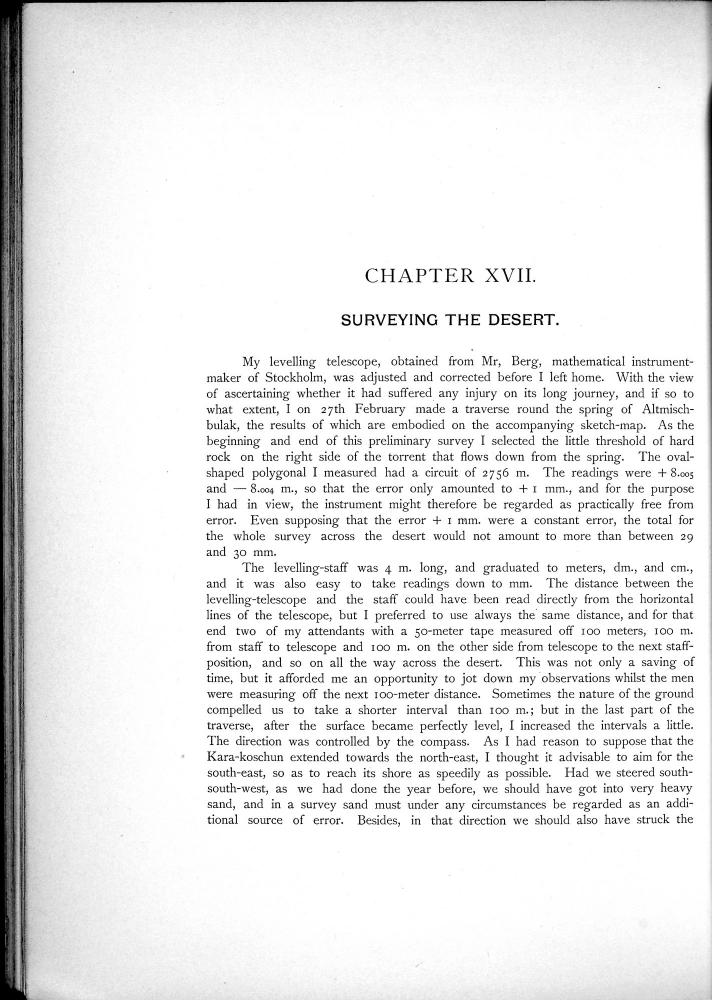 CHAPTER XVII.
SURVEYING THE DESERT.
My levelling telescope, obtained from Mr, Berg, mathematical instrument-
maker of Stockholm, was adjusted and corrected before I left home. With the view
of ascertaining whether it had suffered any injury on its long journey, and if so to
what extent, I on 27th February made a traverse round the spring of Altmisch-
bulak, the results of which are embodied on the accompanying sketch-map. As the
beginning and end of this preliminary survey I selected the little threshold of hard
rock on the right side of the torrent that flows down from the spring. The oval-
shaped polygonal I measured had a circuit of 2756 m. The readings were + 8.005
and — 8.004 m., so that the error only amounted to + 1 mm., and for the purpose
I had in view, the instrument might therefore be regarded as practically free from
error. Even supposing that the error + 1 mm. were a constant error, the total for
the whole survey across the desert would not amount to more than between 29
and 30 mm.
The levelling-staff was 4 m. long, and graduated to meters, dm., and cm.,
and it was also easy to take readings down to mm. The distance between the
levelling-telescope and the staff could have been read directly from the horizontal
lines of the telescope, but I preferred to use always the same distance, and for that
end two of my attendants with a 50-meter tape measured off 100 meters, 100 m.
from staff to telescope and 100 m. on the other side from telescope to the next staff-
position, and so on all the way across the desert. This was not only a saving of
time, but it afforded me an opportunity to jot down my observations whilst the men
were measuring off the next 100-meter distance. Sometimes the nature of the ground
compelled us to take a shorter interval than 100 m.; but in the last part of the
traverse, after the surface became perfectly level, I increased the intervals a little.
The direction was controlled by the compass. As I had reason to suppose that the
Kara-koschun extended towards the north-east, I thought it advisable to aim for the
south-east, so as to reach its shore as speedily as possible. Had we steered south-
south-west, as we had done the year before, we should have got into very heavy
sand, and in a survey sand must under any circumstances be regarded as an addi-
tional source of error. Besides, in that direction we should also have struck the